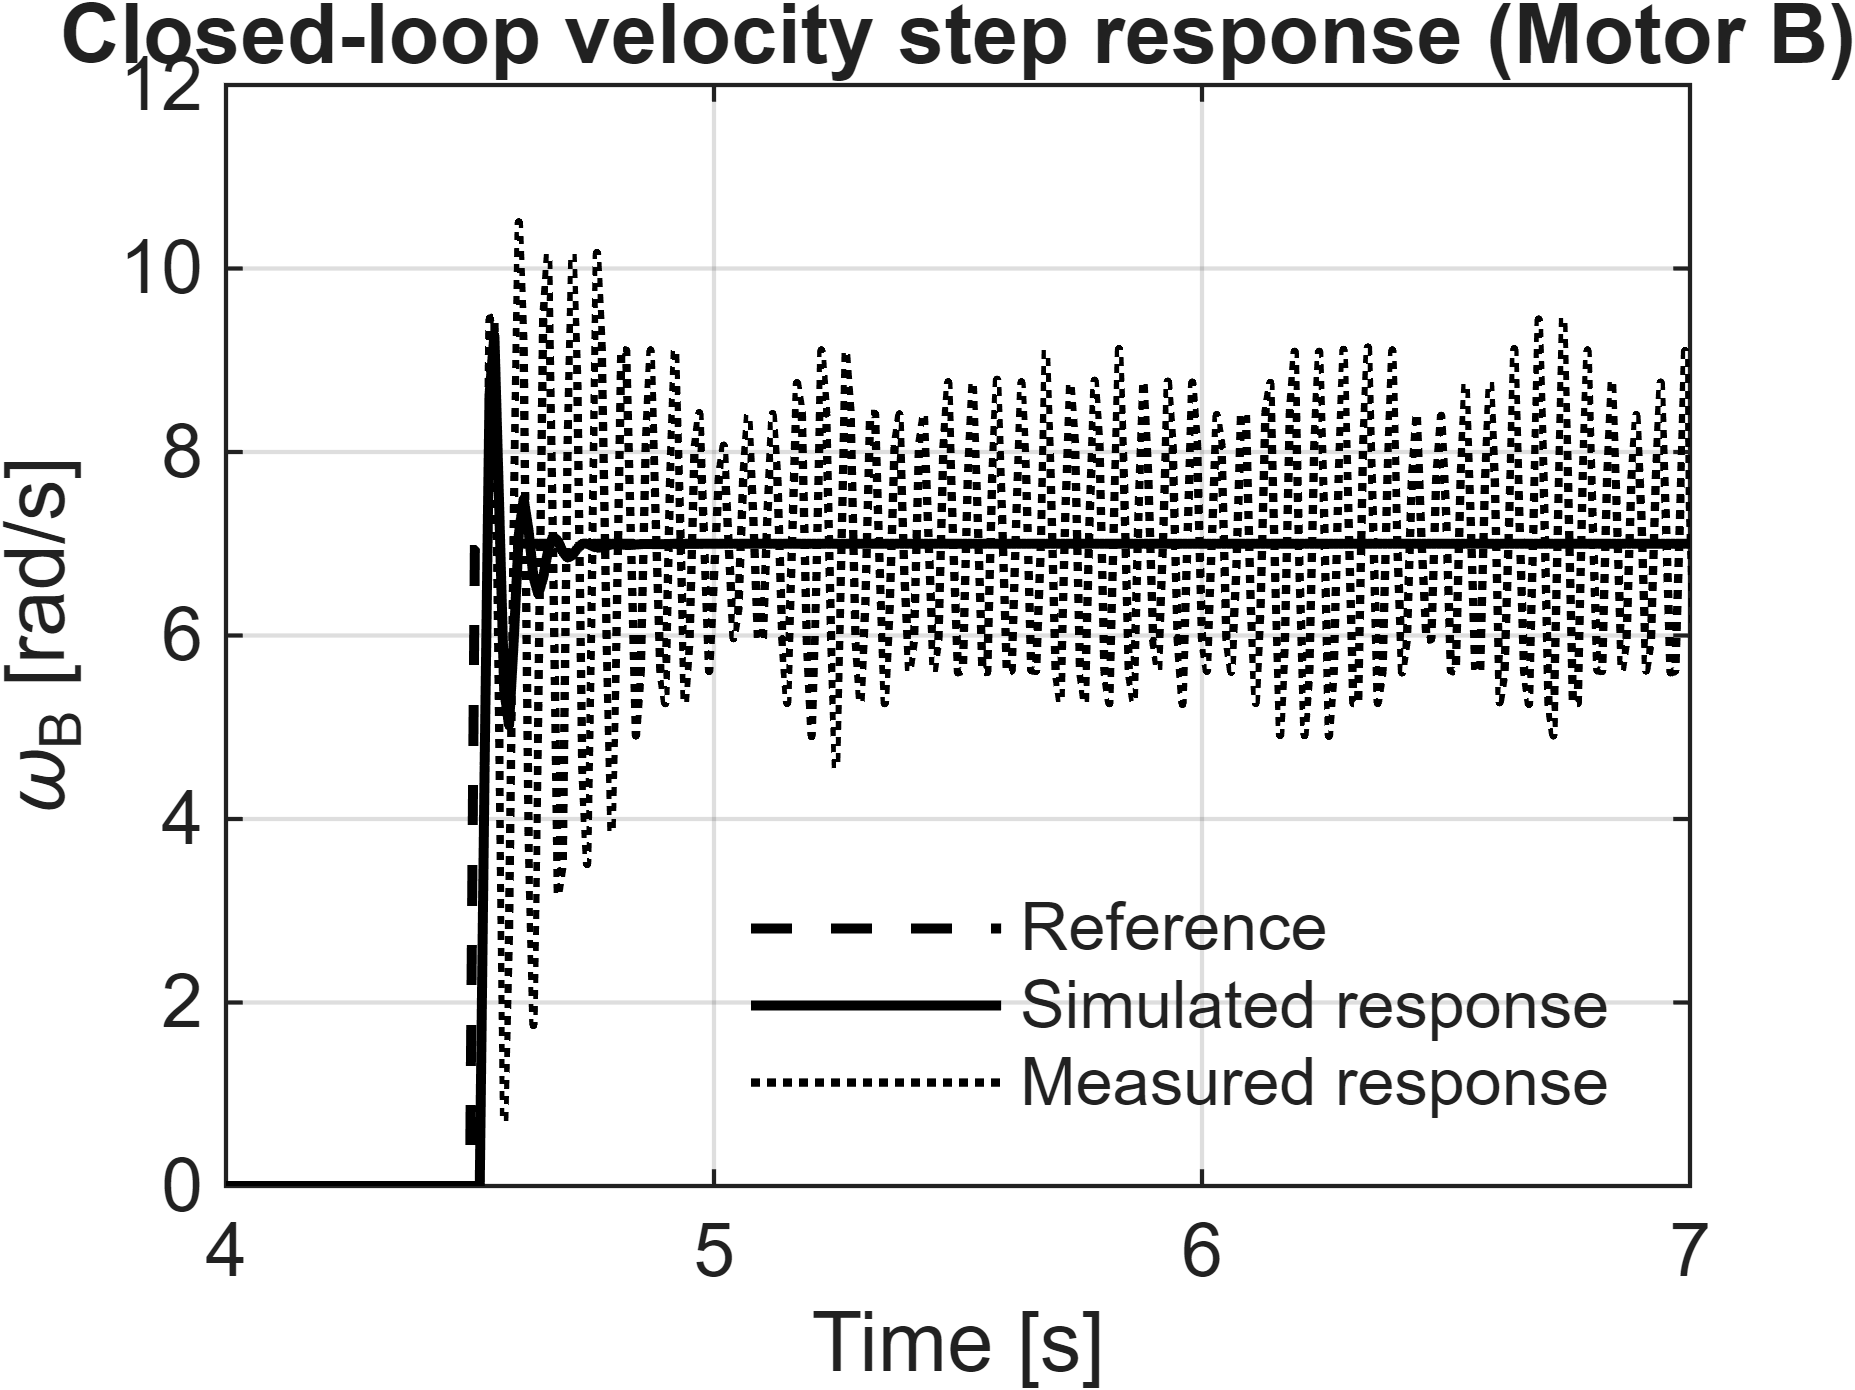 Closed-loop velocity step response (Motor B)
12
10
8
6
4
2
0
ωB [rad/s]
Reference
Simulated response
Measured response
4 5 6 7
Time [s]